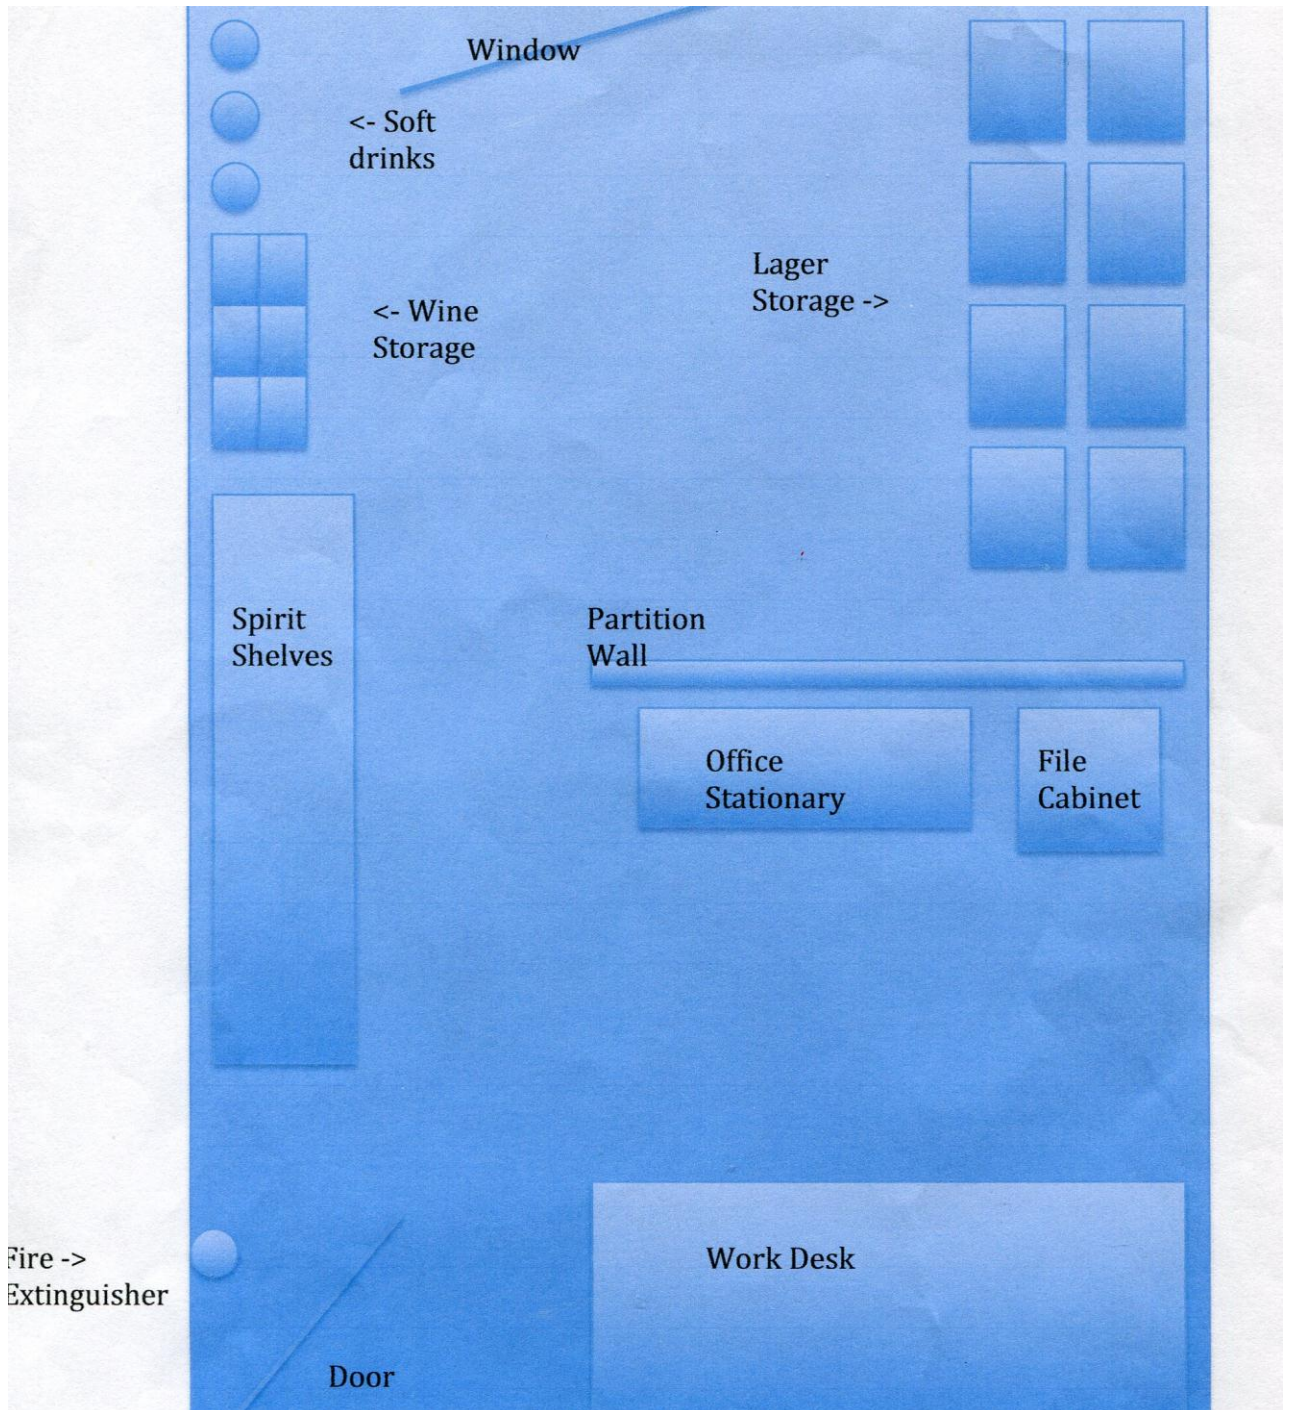 Window
<- Soft
drinks
Lager
Storage ->
<- Wine
Storage
Spirit
Shelves
Partition
Wall
Office
Stationary
File
Cabinet
Fire ->
Extinguisher
Work Desk
Door